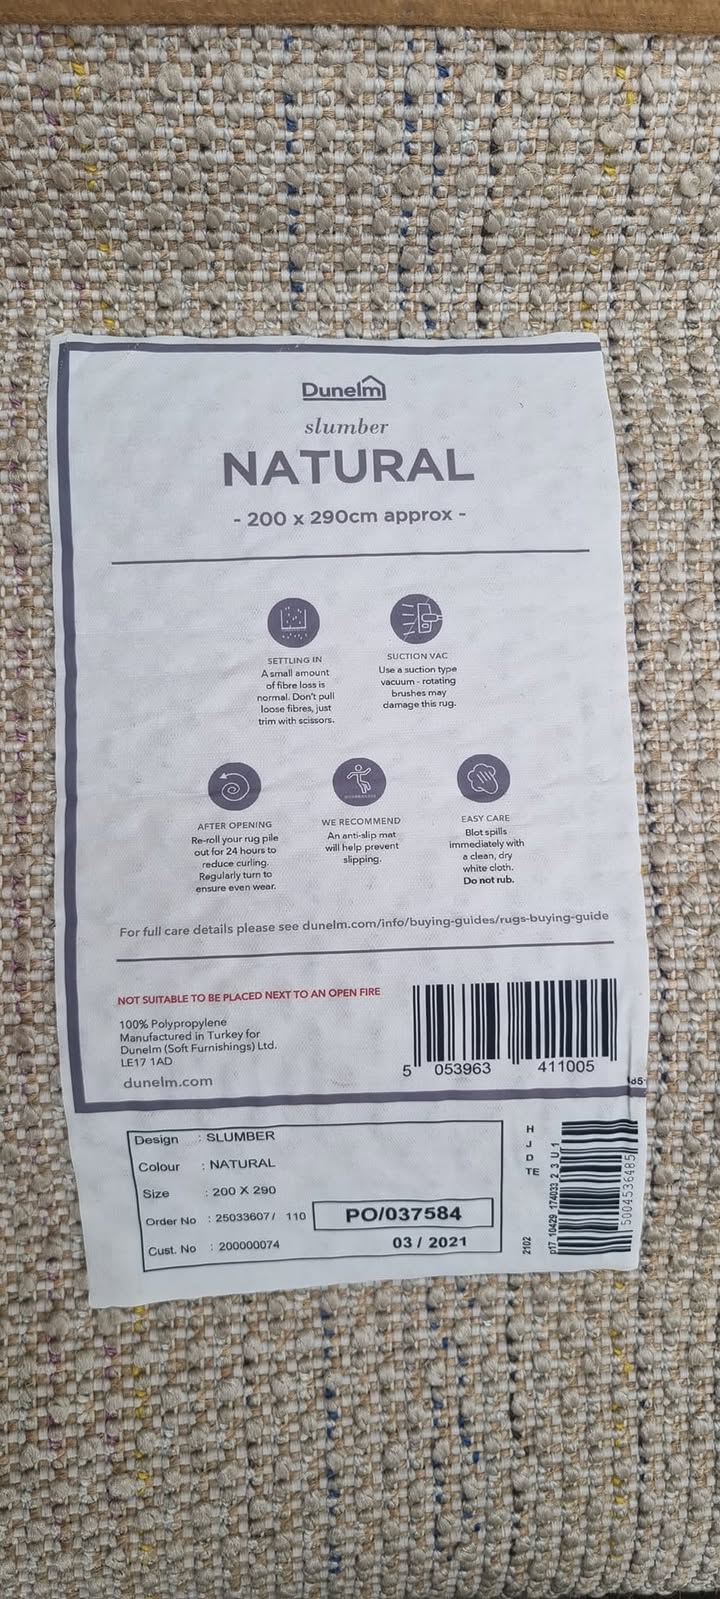 Dunelm
slumber
NATURAL
- 200 x 290cm approx -
SETTLING IN
A small amount
of fibre loss is
normal. Don't pull
loose fibres, just
trim with scissors.
SUCTION VAC
Use a suction type
vacuum - rotating
brushes may
damage this rug.
AFTER OPENING
Re-roll your rug pile
out for 24 hours to
reduce curling.
Regularly turn to
ensure even wear.
WE RECOMMEND
An anti-slip mat
will help prevent
slipping.
EASY CARE
Blot spills
immediately with
a clean, dry
white cloth.
Do not rub.
For full care details please see dunelm.com/info/buying-guides/rugs-buying-guide
NOT SUITABLE TO BE PLACED NEXT TO AN OPEN FIRE
100% Polypropylene
Manufactured in Turkey for
Dunelm (Soft Furnishings) Ltd.
LE17 1AD
dunelm.com
5 053963 411005
Design : SLUMBER
Colour : NATURAL
Size : 200 X 290
Order No : 25033607/ 110
PO/037584
Cust. No : 200000074
03 / 2021
H
J
D
TE
2102
p17 10429 174033 2_3 U 1
5004536485